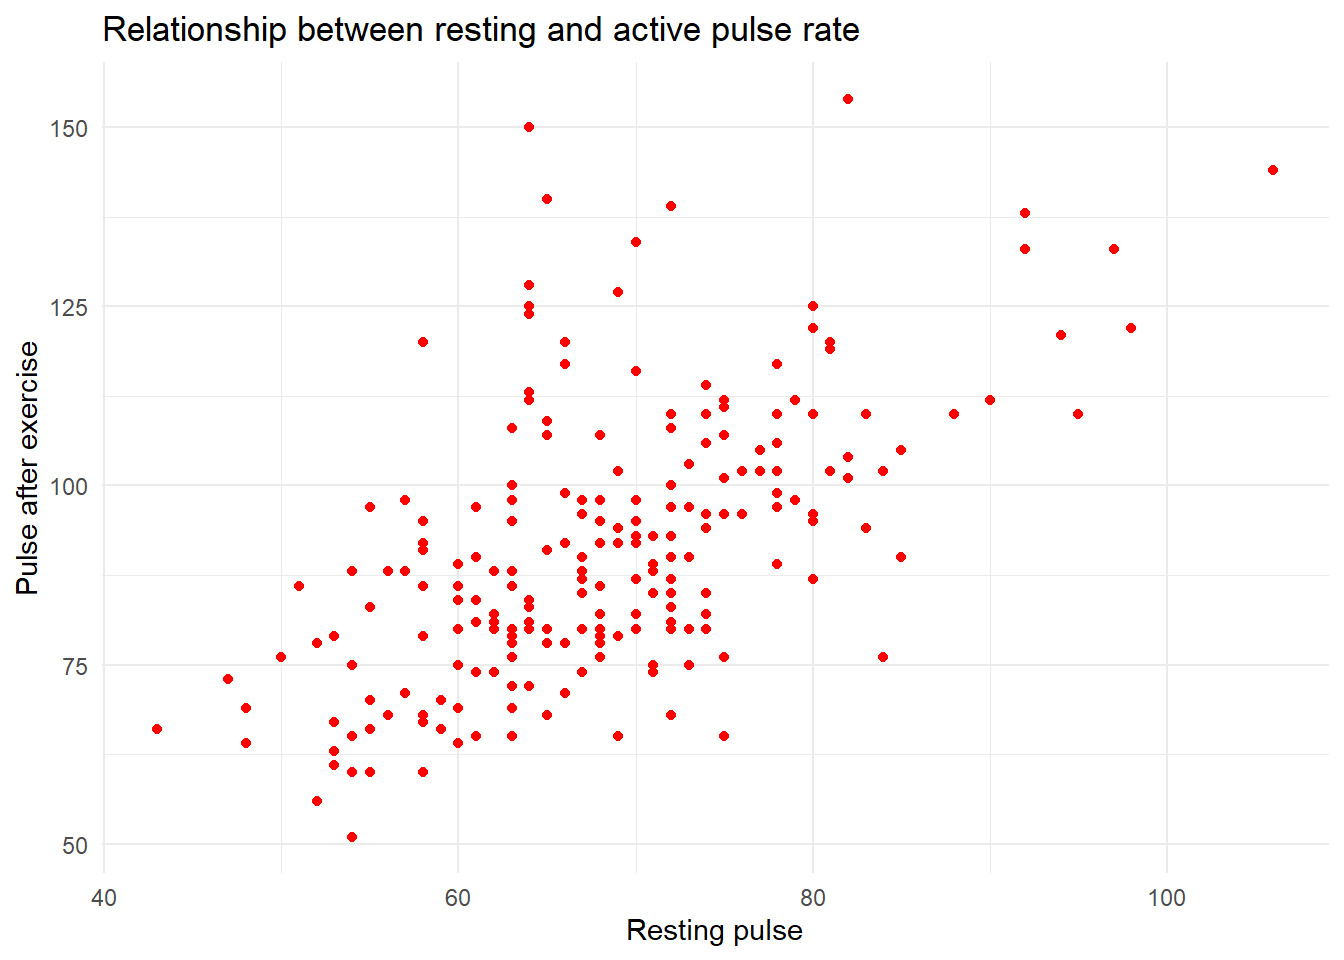 Relationship between resting and active pulse rate
150
125
100
75
50
Pulse after exercise
40 60 80 100
Resting pulse